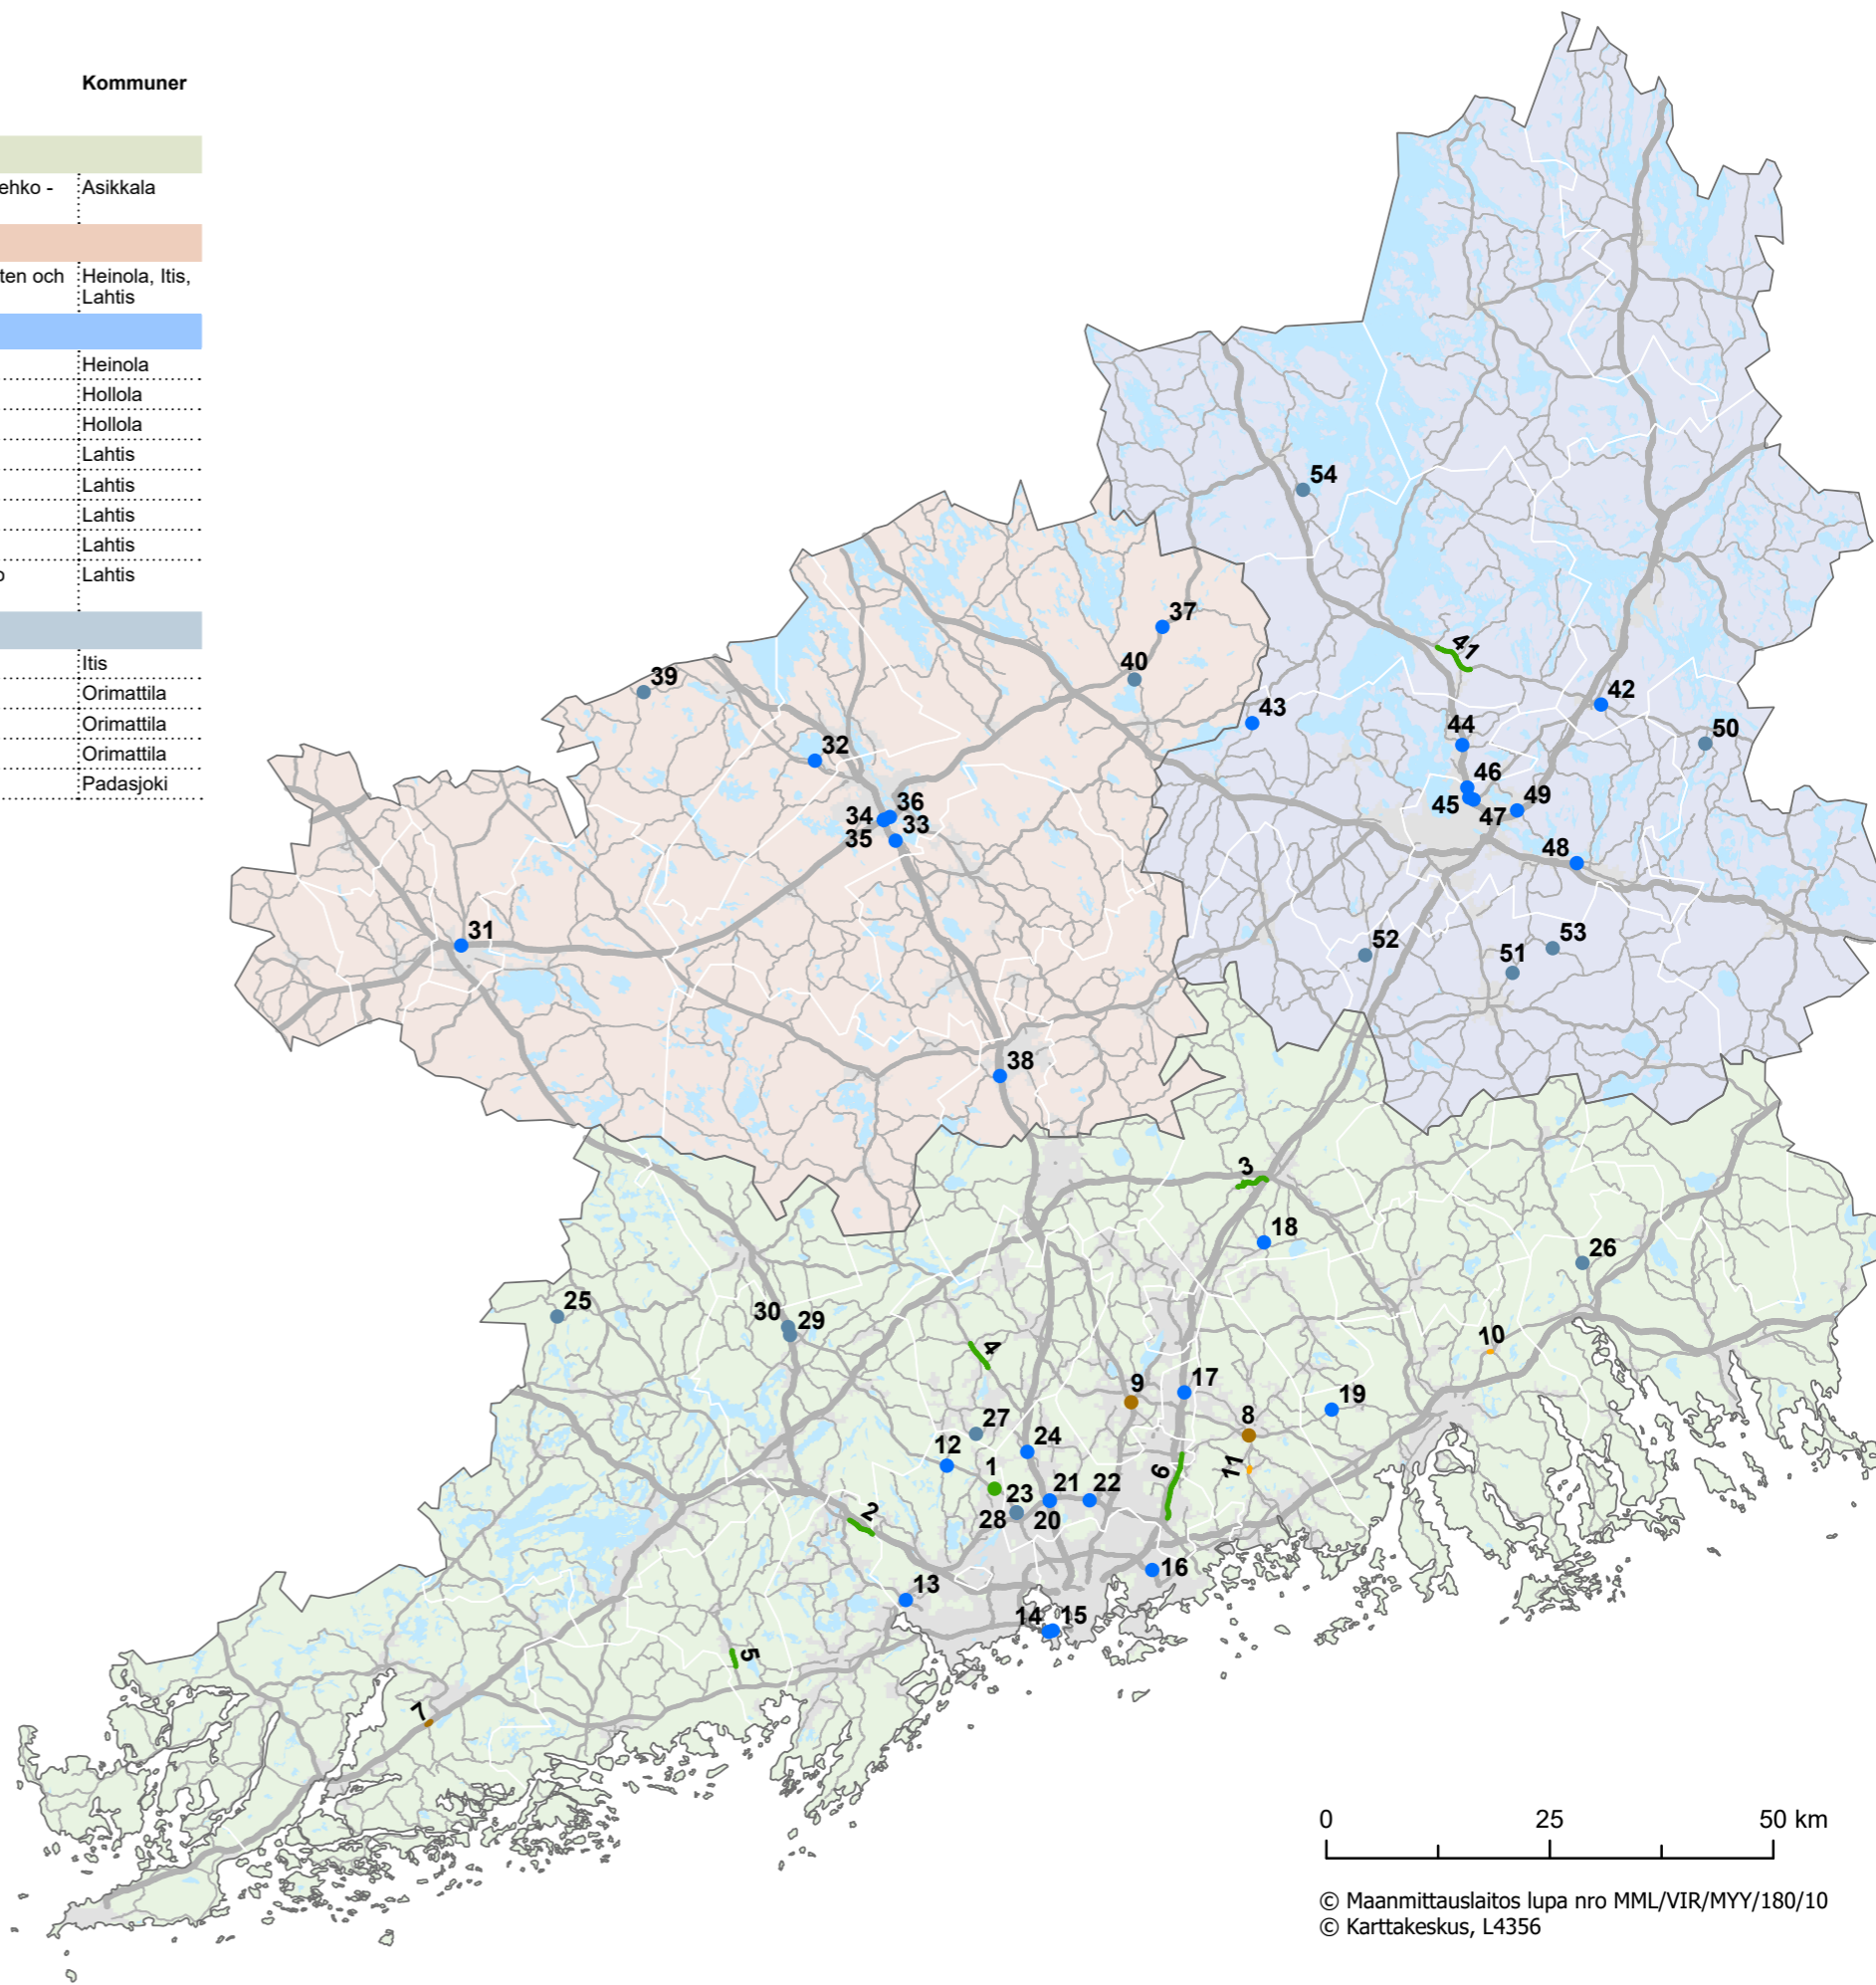 Kommuner
ehko - Asikkala
ten och Heinola, Itis,
Lahtis
Heinola
Hollola
Hollola
Lahtis
Lahtis
Lahtis
Lahtis
o Lahtis
Itis
Orimattila
Orimattila
Orimattila
Padasjoki
54
37
40
39
41
42
43
44
50
32
46
36
34
45
49
33
47
35
48
31
52
53
51
38
3
18
26
25
30
29
4
10
9
17
19
8
27
24
12
11
6
1
23
21
22
28
20
2
16
13
14
15
5
7
0 25 50 km
© Maanmittauslaitos lupa nro MML/VIR/MYY/180/10
© Karttakeskus, L4356